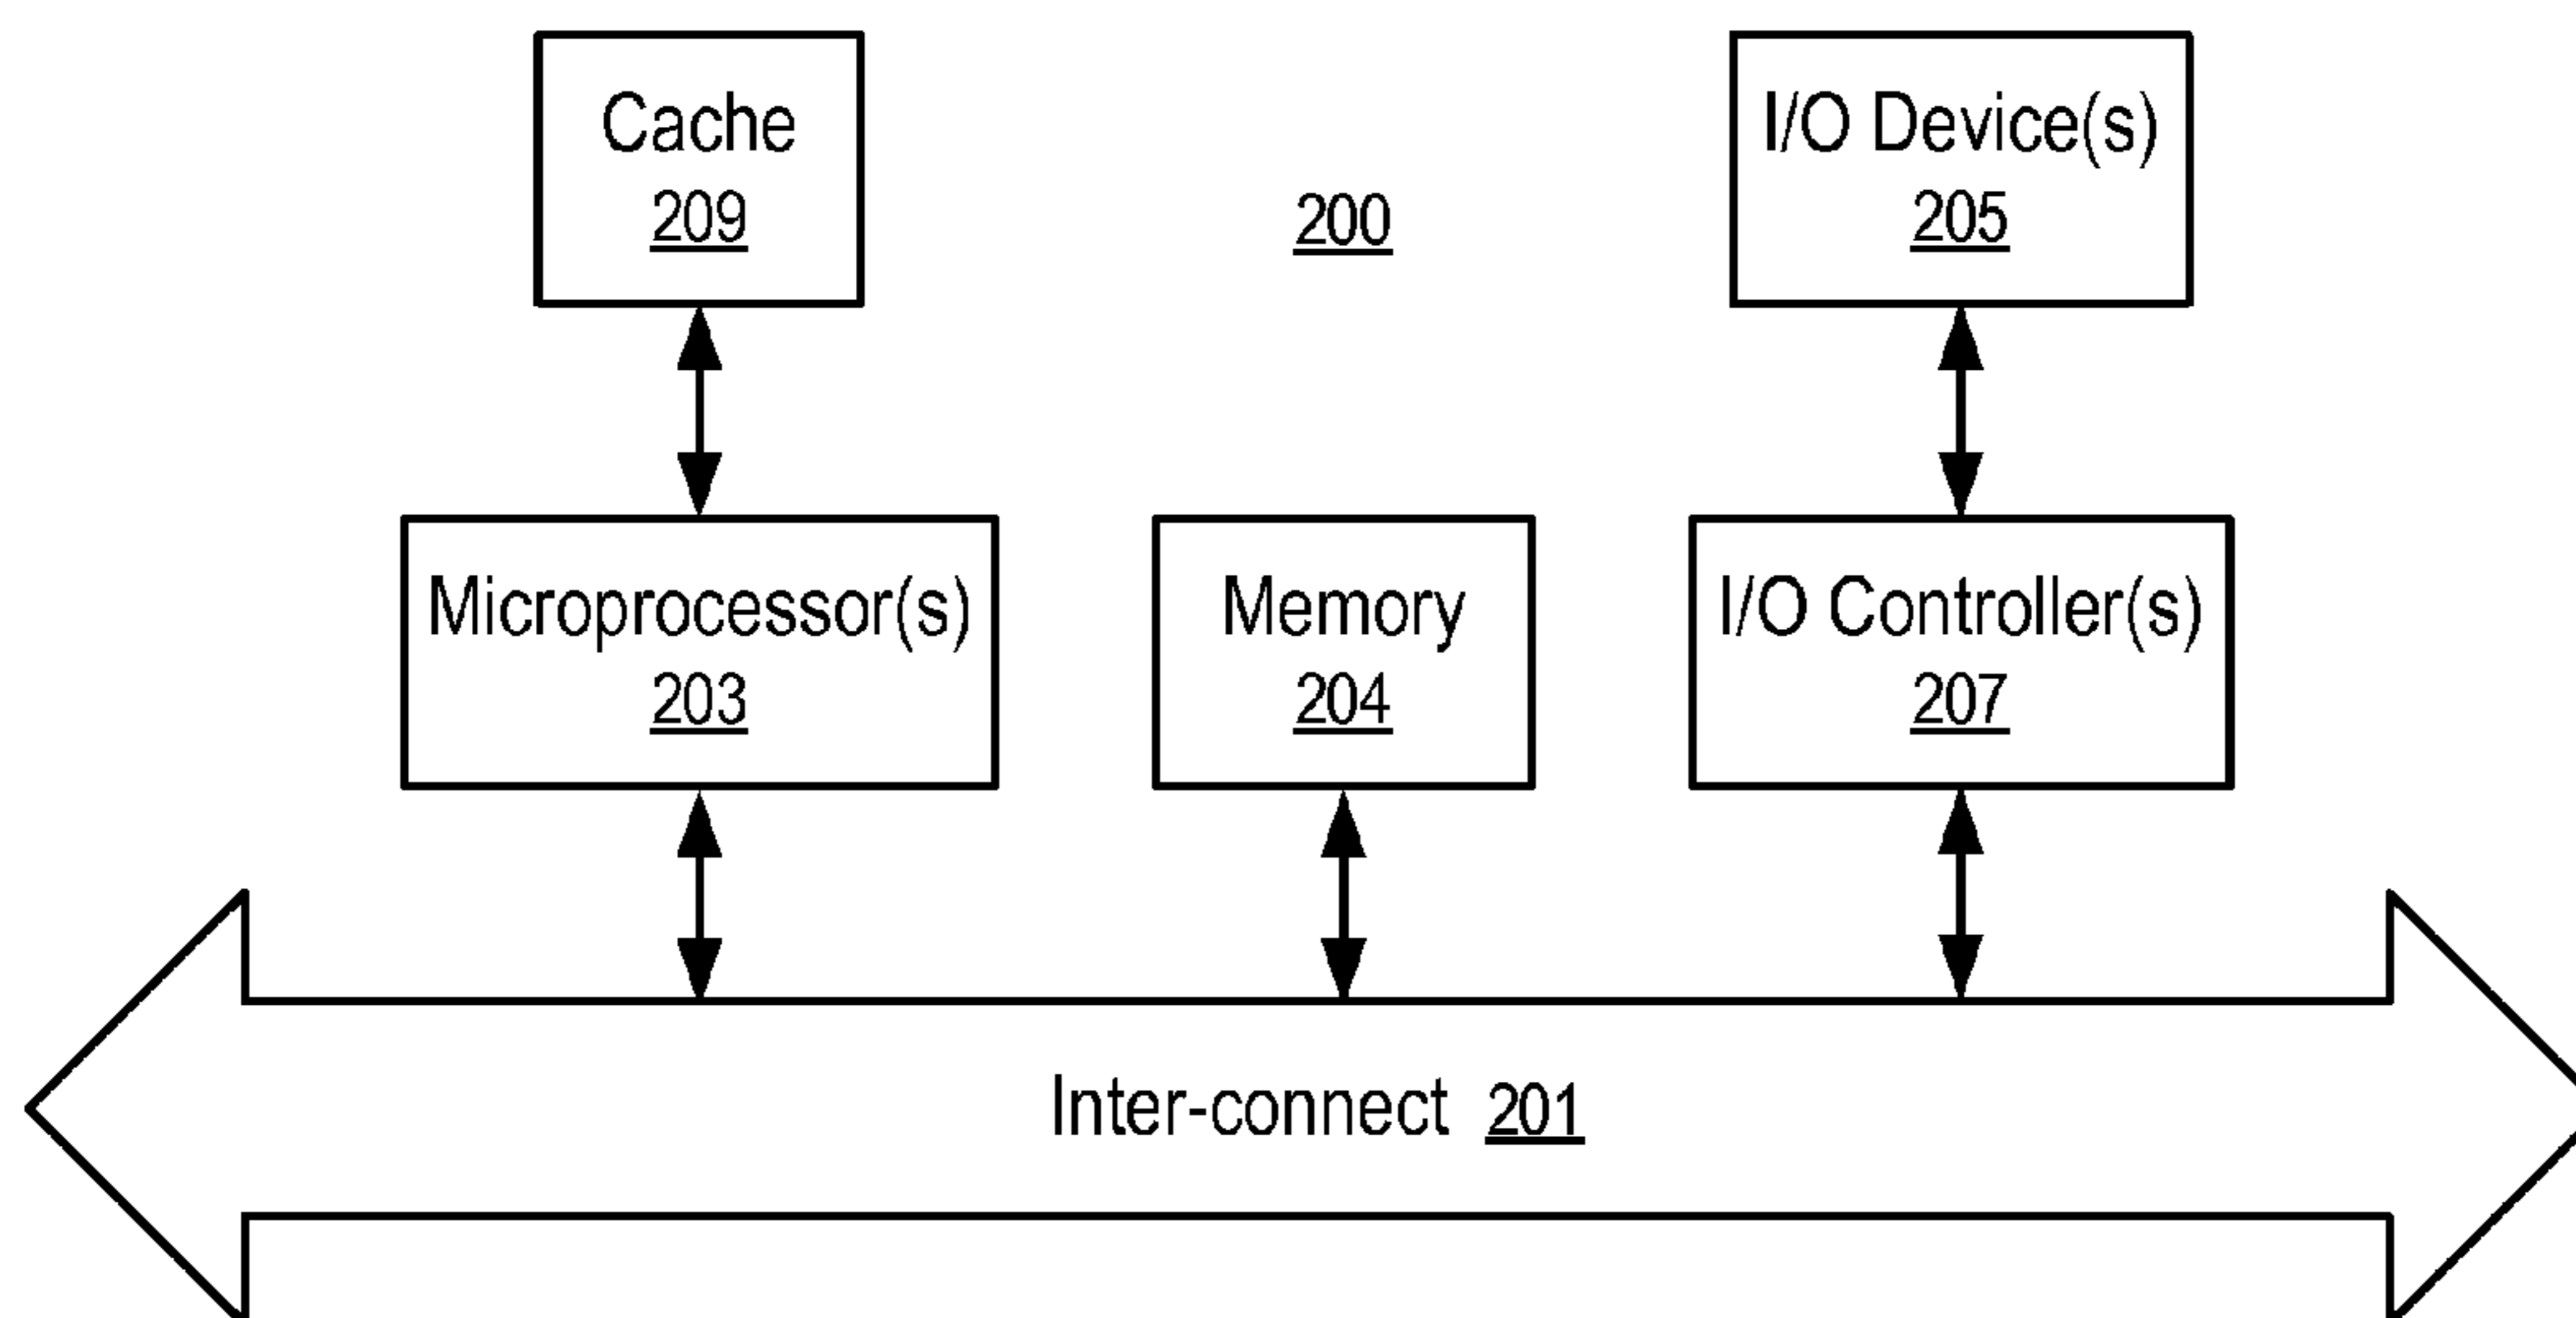 Cache
209
200
I/O Device(s)
205
Microprocessor(s)
203
Memory
204
I/O Controller(s)
207
Inter-connect 201